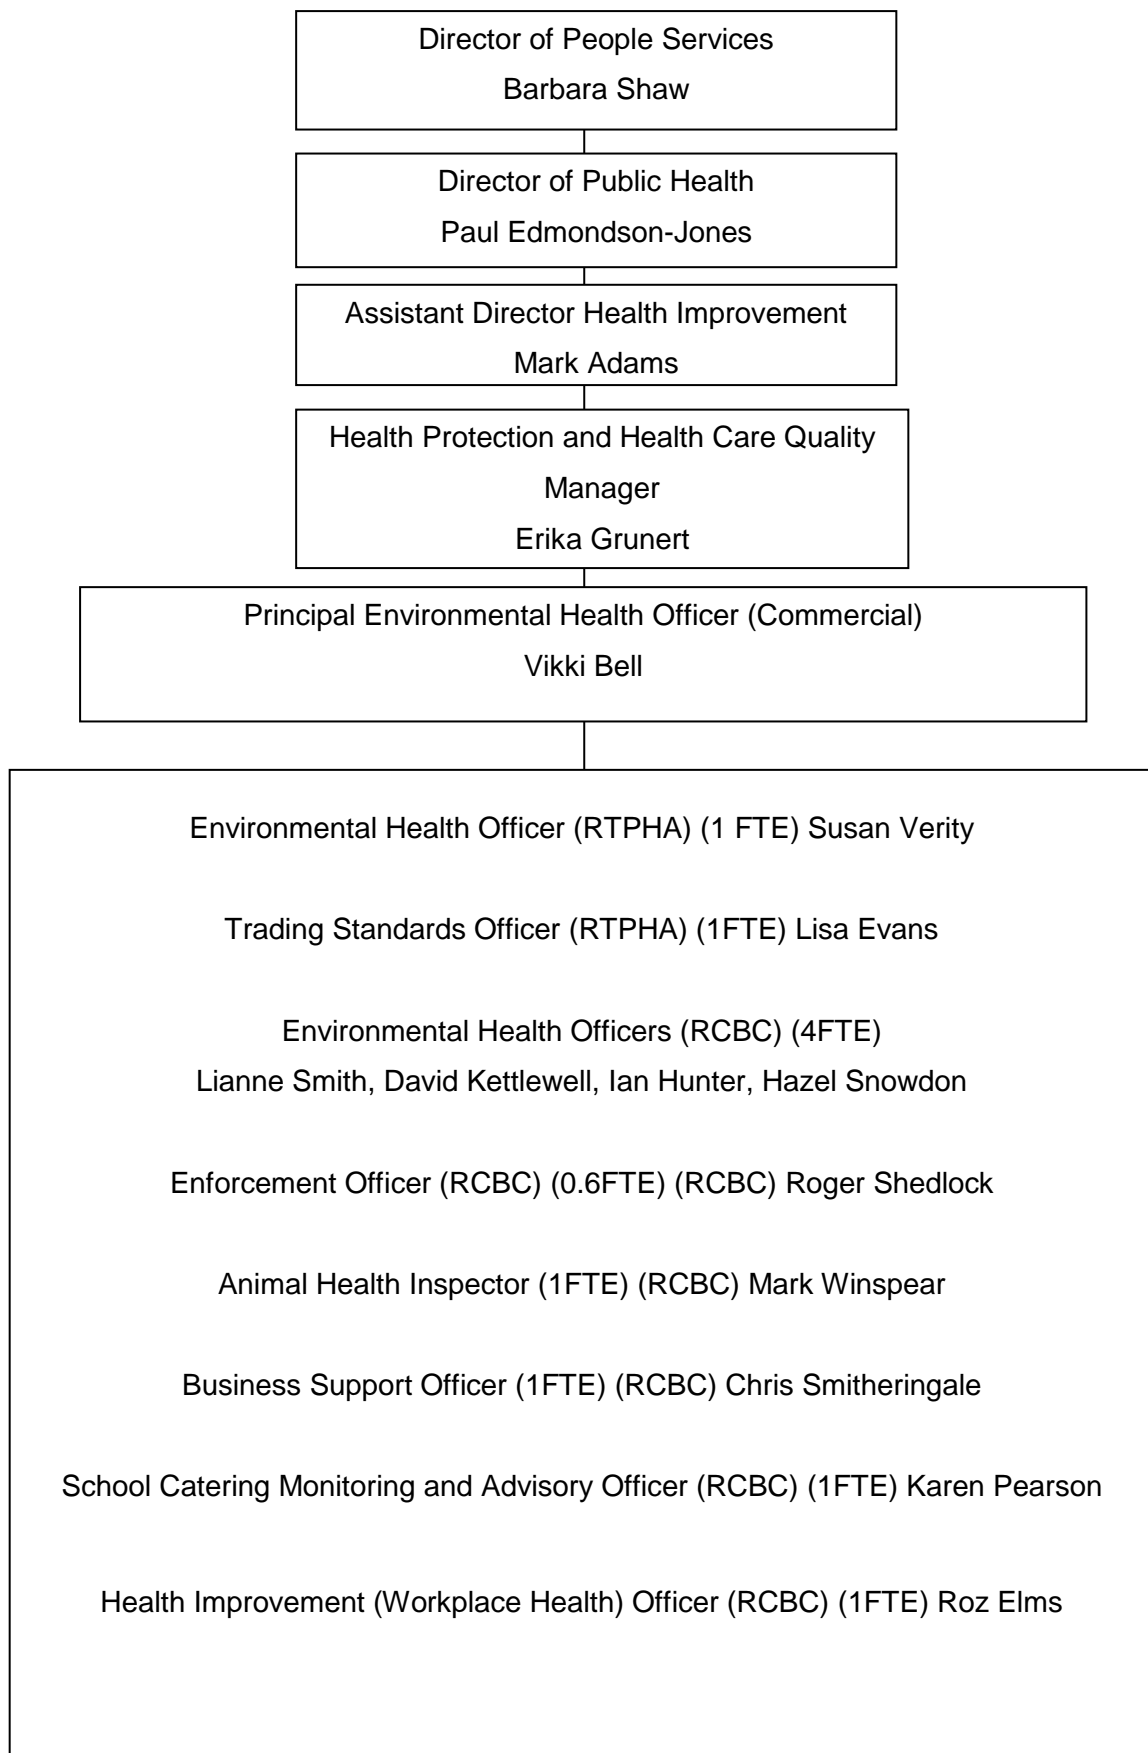 Director of People Services
Barbara Shaw
Director of Public Health
Paul Edmondson-Jones
Assistant Director Health Improvement
Mark Adams
Health Protection and Health Care Quality
Manager
Erika Grunert
Principal Environmental Health Officer (Commercial)
Vikki Bell
Environmental Health Officer (RTPHA) (1 FTE) Susan Verity
Trading Standards Officer (RTPHA) (1FTE) Lisa Evans
Environmental Health Officers (RCBC) (4FTE)
Lianne Smith, David Kettlewell, Ian Hunter, Hazel Snowdon
Enforcement Officer (RCBC) (0.6FTE) (RCBC) Roger Shedlock
Animal Health Inspector (1FTE) (RCBC) Mark Winspear
Business Support Officer (1FTE) (RCBC) Chris Smitheringale
School Catering Monitoring and Advisory Officer (RCBC) (1FTE) Karen Pearson
Health Improvement (Workplace Health) Officer (RCBC) (1FTE) Roz Elms